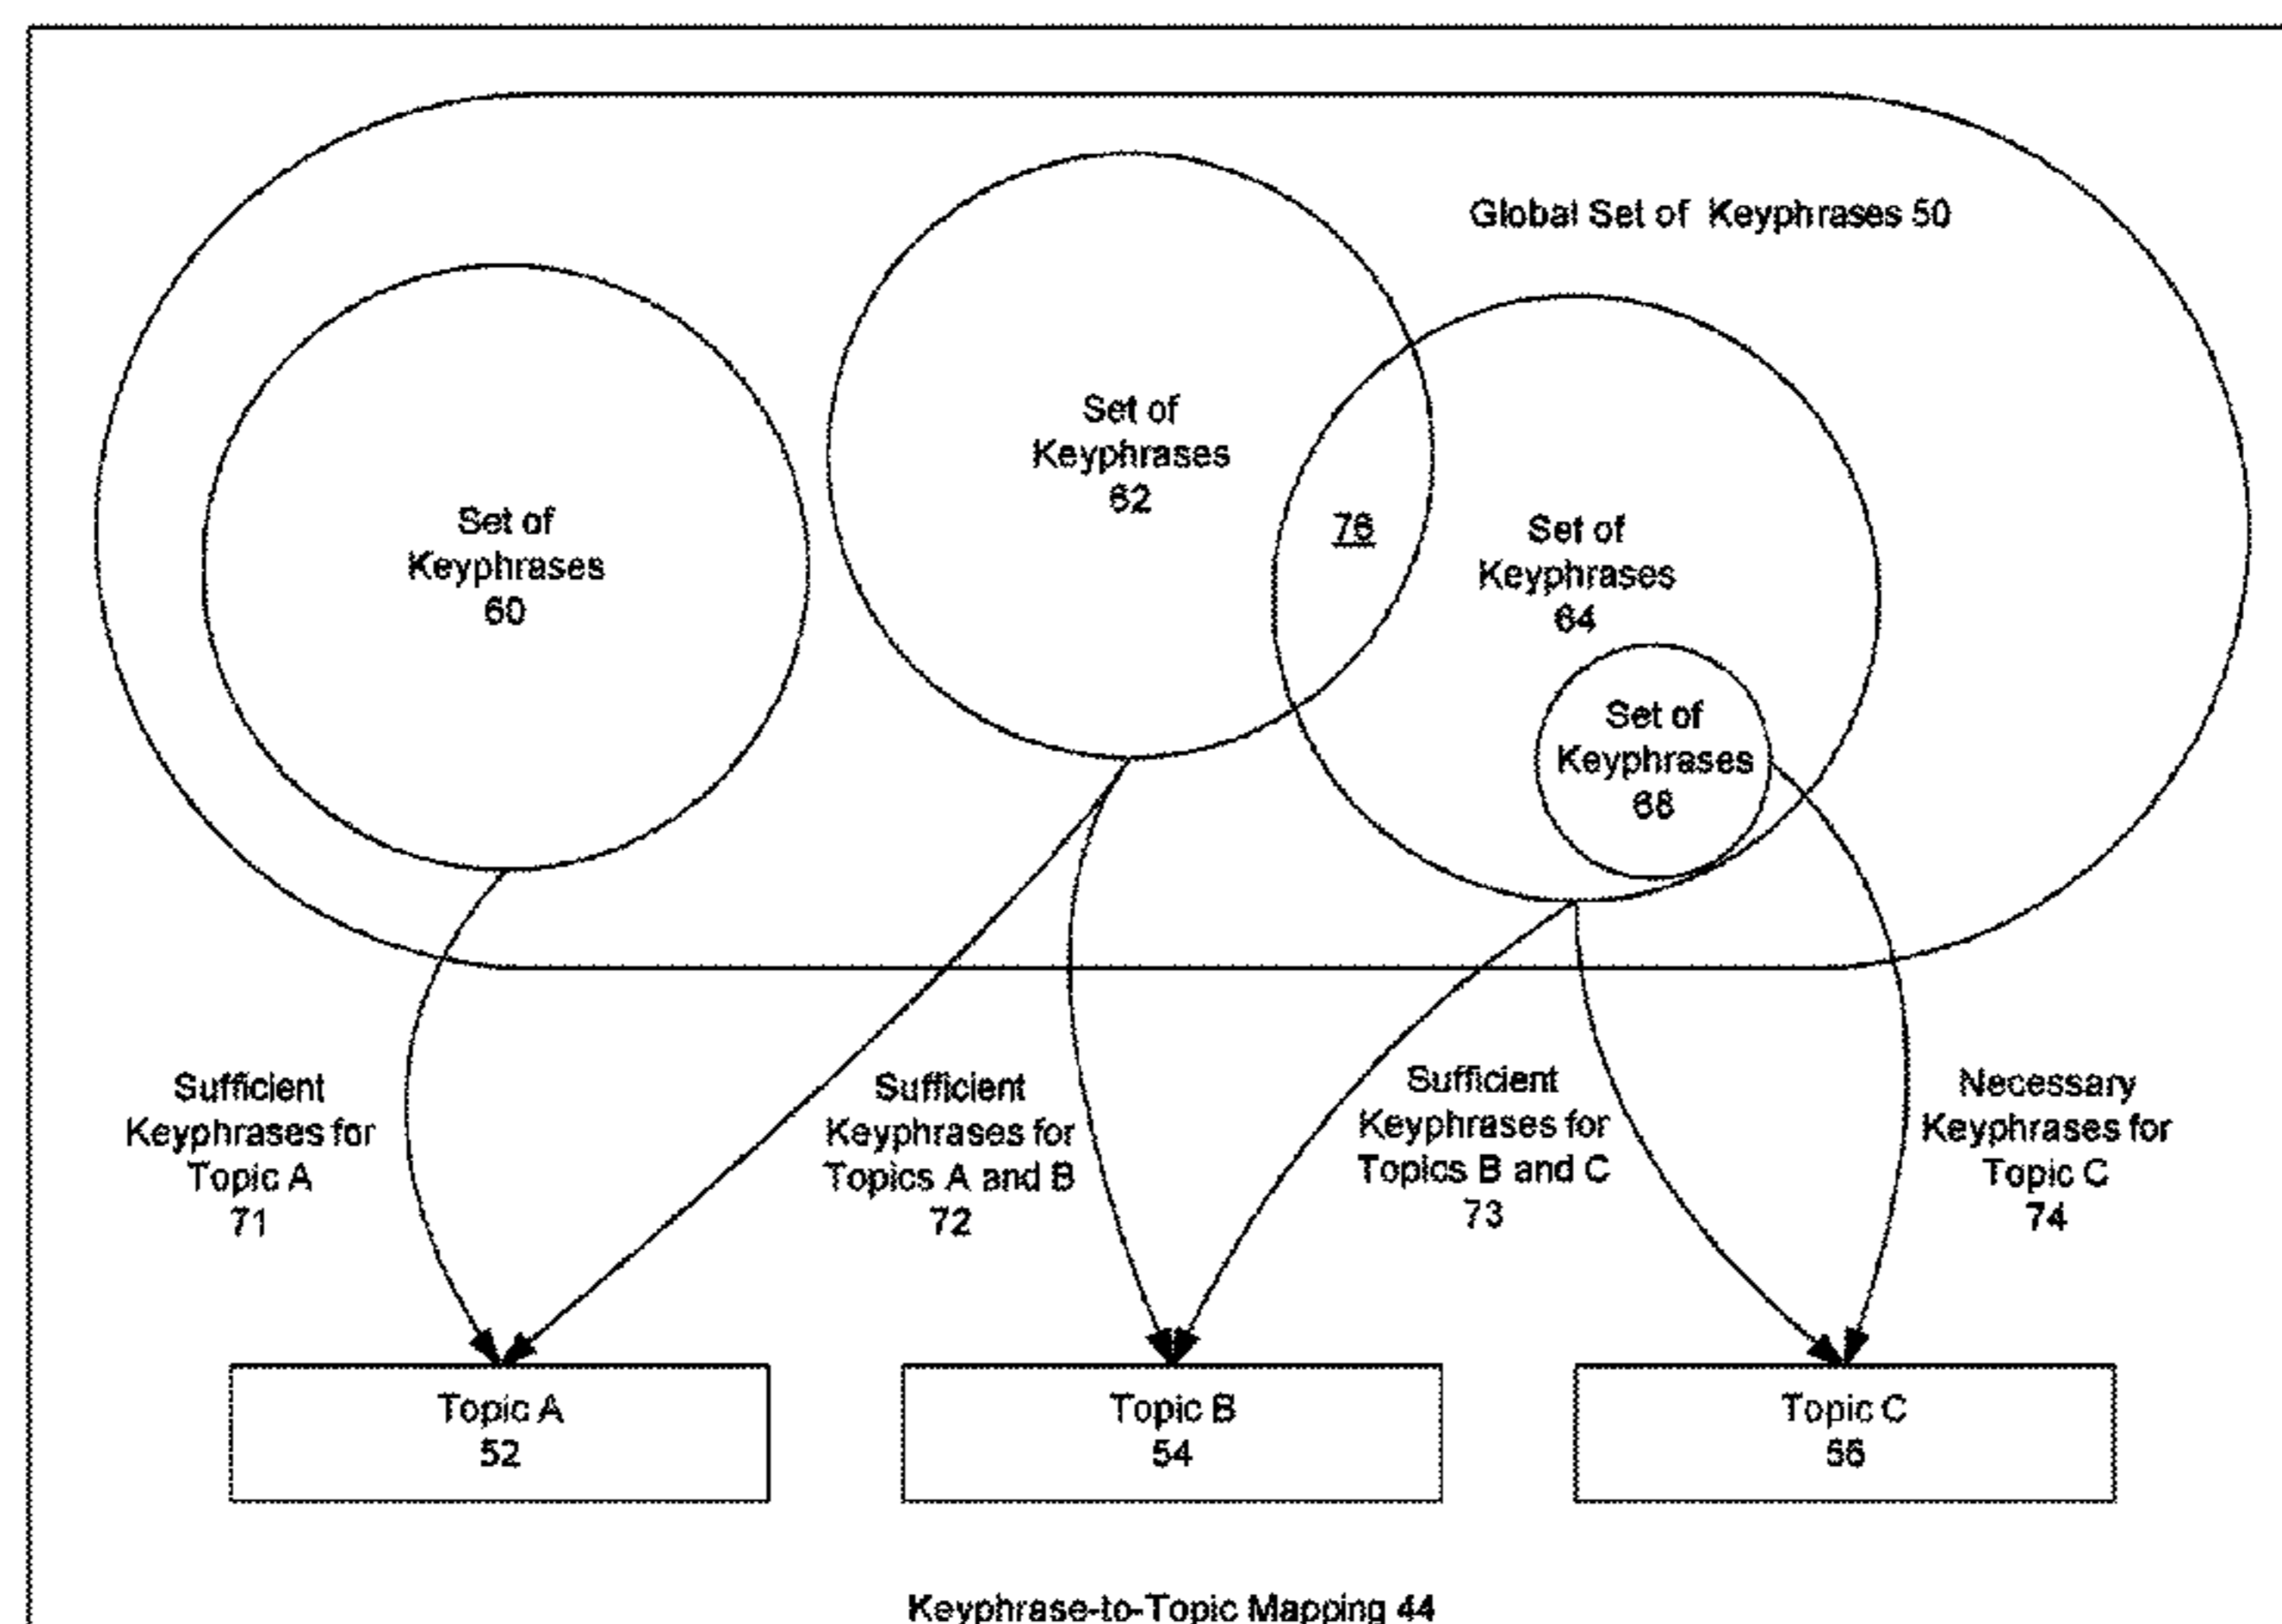 Global Set of Keyphrases 50
Set of
Keyphrases
62
Set of
Keyphrases
60
76
Set of
Keyphrases
64
Set of
Keyphrases
68
Sufficient
Keyphrases for
Topic A
71
Sufficient
Keyphrases for
Topics A and B
72
Sufficient
Keyphrases for
Topics B and C
73
Necessary
Keyphrases for
Topic C
74
Topic A
52
Topic B
54
Topic C
56
Keyphrase-to-Topic Mapping 44